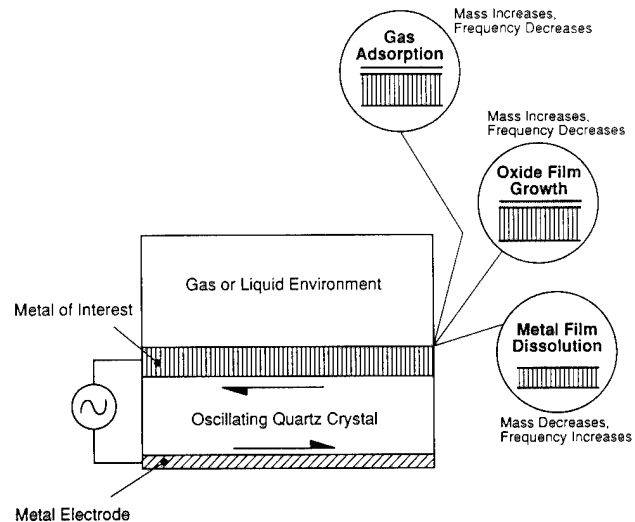 Mass Increases,
Frequency Decreases
Gas
Adsorption
Mass Increases,
Frequency Decreases
Oxide Film
Growth
Gas or Liquid Environment
Metal of Interest
Metal Film
Dissolution
Oscillating Quartz Crystal
Mass Decreases,
Frequency Increases
Metal Electrode